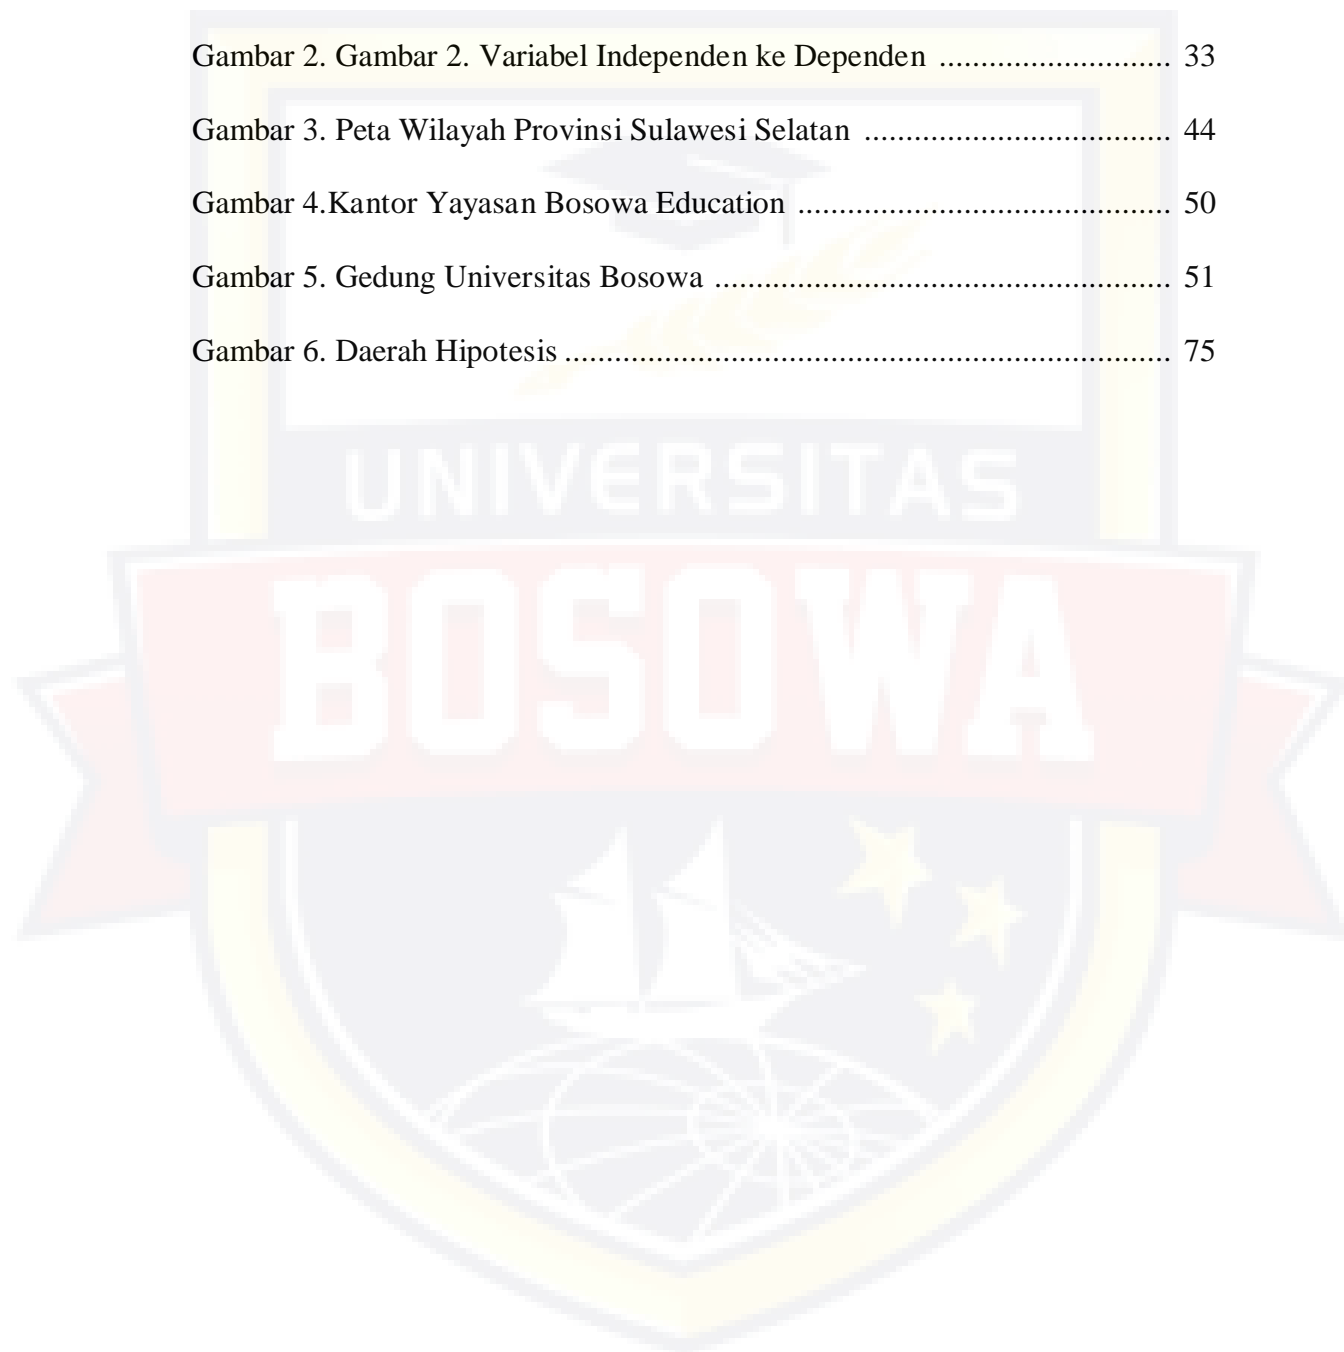 Gambar 2. Gambar 2. Variabel Independen ke Dependen ............................ 33
Gambar 3. Peta Wilayah Provinsi Sulawesi Selatan ..................................... 44
Gambar 4.Kantor Yayasan Bosowa Education ............................................. 50
Gambar 5. Gedung Universitas Bosowa ....................................................... 51
Gambar 6. Daerah Hipotesis ......................................................................... 75
UNIVERSITAS
BOSOWA